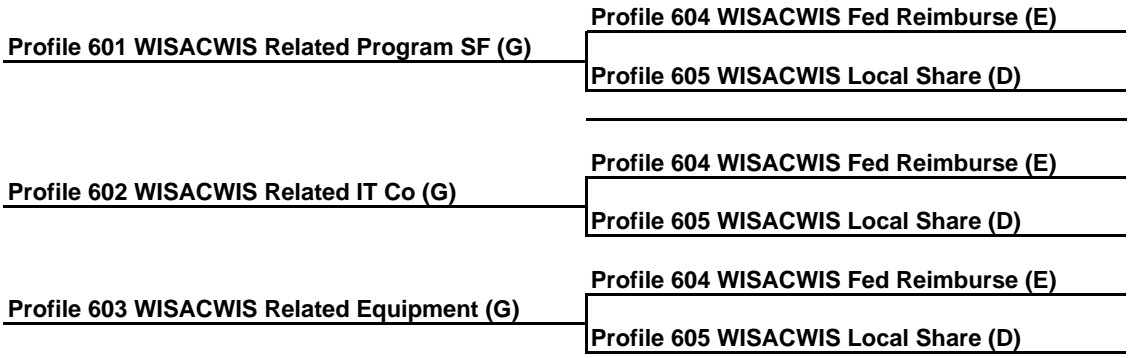 Profile 604 WISACWIS Fed Reimburse (E)
Profile 601 WISACWIS Related Program SF (G)
Profile 605 WISACWIS Local Share (D)
Profile 604 WISACWIS Fed Reimburse (E)
Profile 602 WISACWIS Related IT Co (G)
Profile 605 WISACWIS Local Share (D)
Profile 604 WISACWIS Fed Reimburse (E)
Profile 603 WISACWIS Related Equipment (G)
Profile 605 WISACWIS Local Share (D)